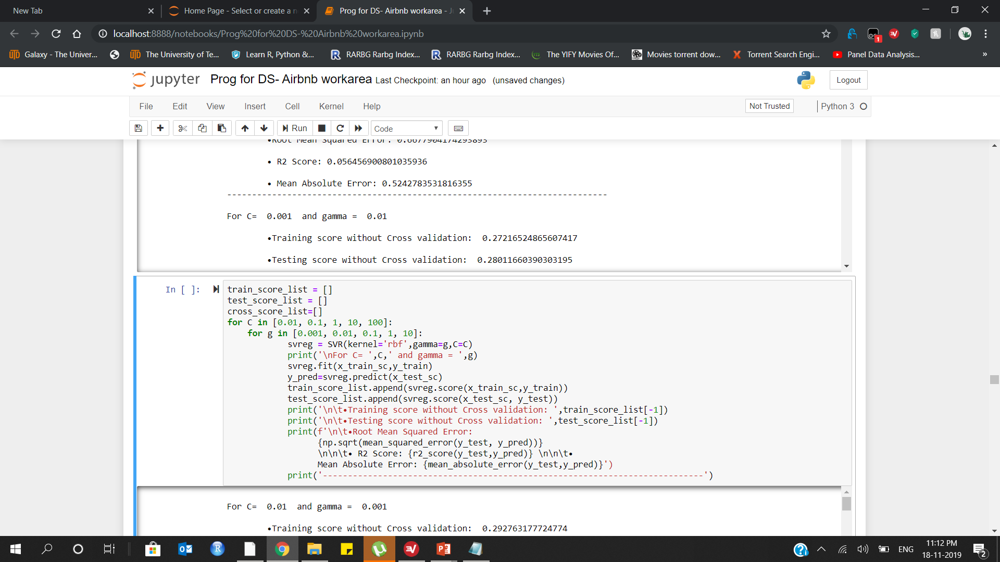 New Tab
Home Page - Select or create a n
Prog for DS- Airbnb workarea - J
localhost:8888/notebooks/Prog%20for%20DS-%20Airbnb%20workarea.ipynb
1
Galaxy - The Univer...
The University of Te...
Learn R, Python &...
RARBG Rarbg Index...
RARBG Rarbg Index...
The YIFY Movies Of...
Movies torrent dow...
Torrent Search Engi...
Panel Data Analysis...
»
jupyter Prog for DS- Airbnb workarea Last Checkpoint: an hour ago (unsaved changes)
Logout
File Edit View Insert Cell Kernel Help
Not Trusted
Python 3
Run
Code
•Root Mean Squared Error: 0.6677904174293893
• R2 Score: 0.056456900801035936
• Mean Absolute Error: 0.5242783531816355
----------------------------------------------------------------------------
For C=  0.001  and gamma =  0.01
•Training score without Cross validation:  0.27216524865607417
•Testing score without Cross validation:  0.28011660390303195
In [ ]:
train_score_list = []
test_score_list = []
cross_score_list=[]
for C in [0.01, 0.1, 1, 10, 100]:
    for g in [0.001, 0.01, 0.1, 1, 10]:
            svreg = SVR(kernel='rbf',gamma=g,C=C)
            print('\nFor C= ',C,' and gamma = ',g)
            svreg.fit(x_train_sc,y_train)
            y_pred=svreg.predict(x_test_sc)
            train_score_list.append(svreg.score(x_train_sc,y_train))
            test_score_list.append(svreg.score(x_test_sc, y_test))
            print('\n\t•Training score without Cross validation: ',train_score_list[-1])
            print('\n\t•Testing score without Cross validation: ',test_score_list[-1])
            print(f'\n\t•Root Mean Squared Error:
                  {np.sqrt(mean_squared_error(y_test, y_pred))}
                  \n\n\t• R2 Score: {r2_score(y_test,y_pred)} \n\n\t•
                  Mean Absolute Error: {mean_absolute_error(y_test,y_pred)}')
            print('----------------------------------------------------------------------------')
For C=  0.01  and gamma =  0.001
•Training score without Cross validation:  0.292763177724774
ENG
11:12 PM
18-11-2019
2